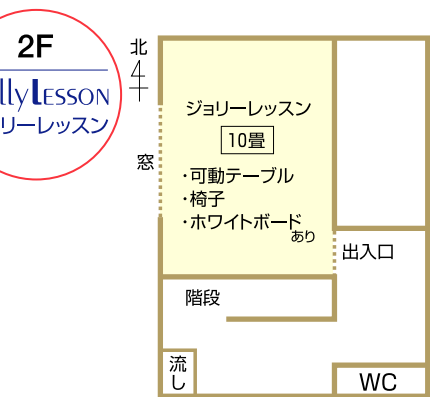 2F
lly LESSON
リーレッスン
北
窓
ジョリーレッスン
10畳
・可動テーブル
・椅子
・ホワイトボード
あり
出入口
階段
流し
WC